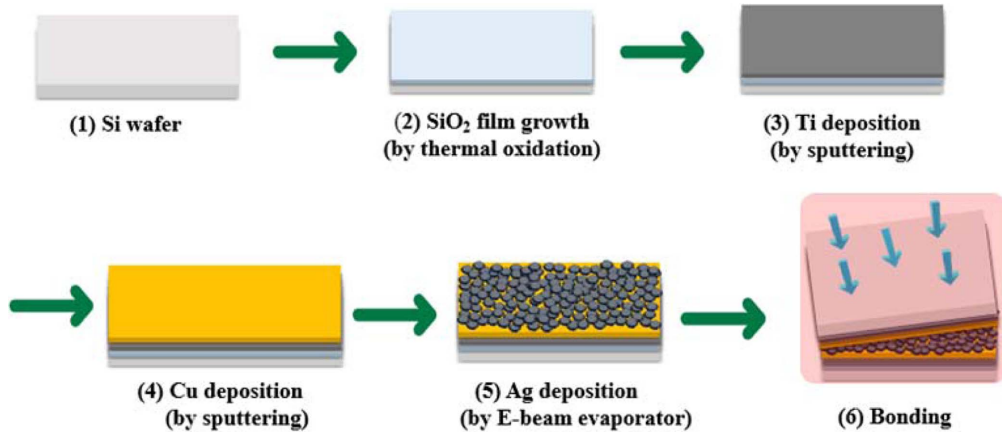 (1) Si wafer
(2) SiO₂ film growth
(by thermal oxidation)
(3) Ti deposition
(by sputtering)
(4) Cu deposition
(by sputtering)
(5) Ag deposition
(by E-beam evaporator)
(6) Bonding